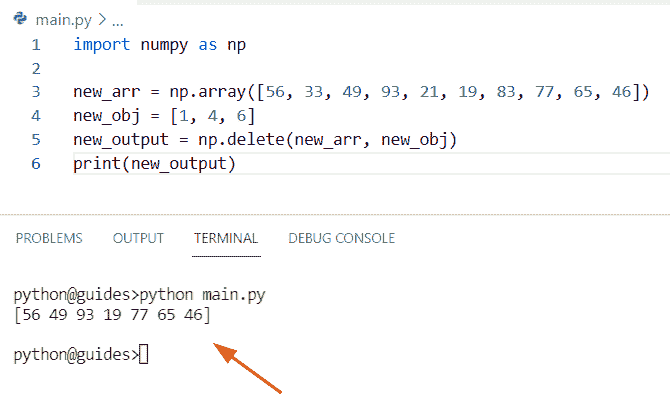 main.py > ...
1 import numpy as np
2
3 new_arr = np.array([56, 33, 49, 93, 21, 19, 83, 77, 65, 46])
4 new_obj = [1, 4, 6]
5 new_output = np.delete(new_arr, new_obj)
6 print(new_output)
PROBLEMS OUTPUT TERMINAL DEBUG CONSOLE
python@guides>python main.py
[56 49 93 19 77 65 46]
python@guides>